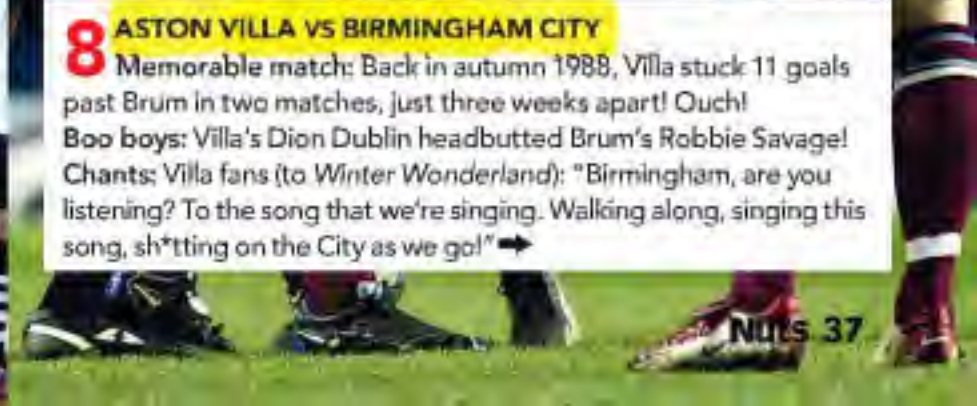 8 ASTON VILLA VS BIRMINGHAM CITY
Memorable match: Back in autumn 1988, Villa stuck 11 goals
past Brum in two matches, just three weeks apart! Ouch!
Boo boys: Villa's Dion Dublin headbutted Brum's Robbie Savage!
Chants: Villa fans (to Winter Wonderland): "Birmingham, are you
listening? To the song that we're singing. Walking along, singing this
song, sh*tting on the City as we go!"➡
Nuts 37